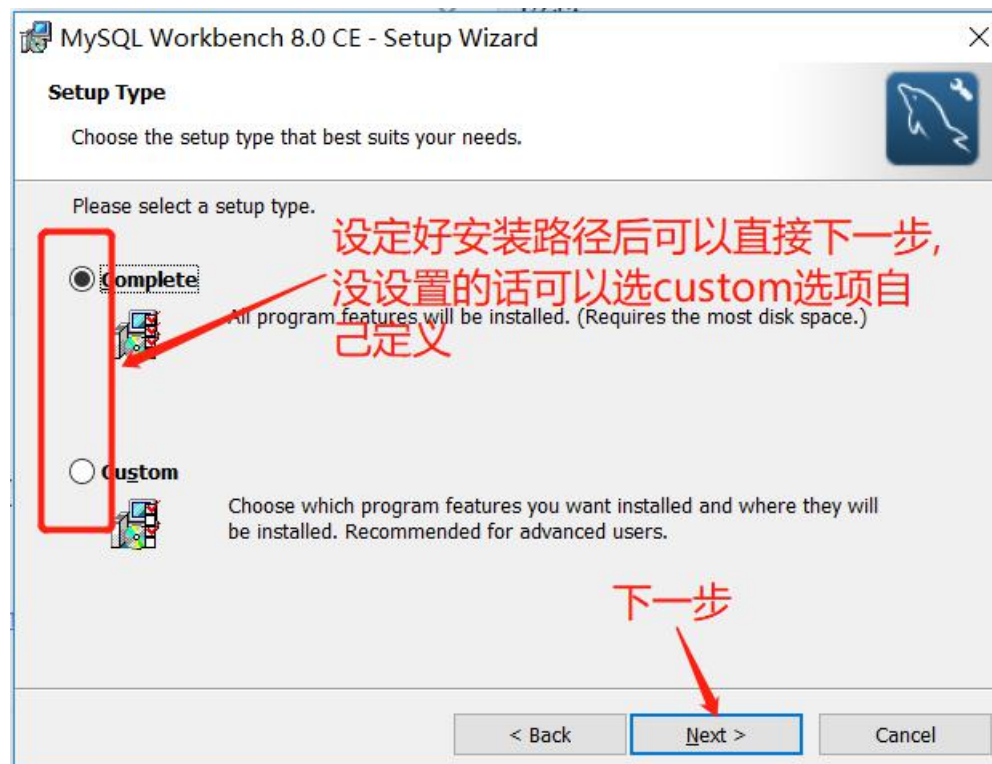 MySQL Workbench 8.0 CE - Setup Wizard
Setup Type
Choose the setup type that best suits your needs.
Please select a setup type.
设定好安装路径后可以直接下一步,
没设置的话可以选custom选项自
己定义
Complete
All program features will be installed. (Requires the most disk space.)
Custom
Choose which program features you want installed and where they will
be installed. Recommended for advanced users.
下一步
< Back
Next >
Cancel